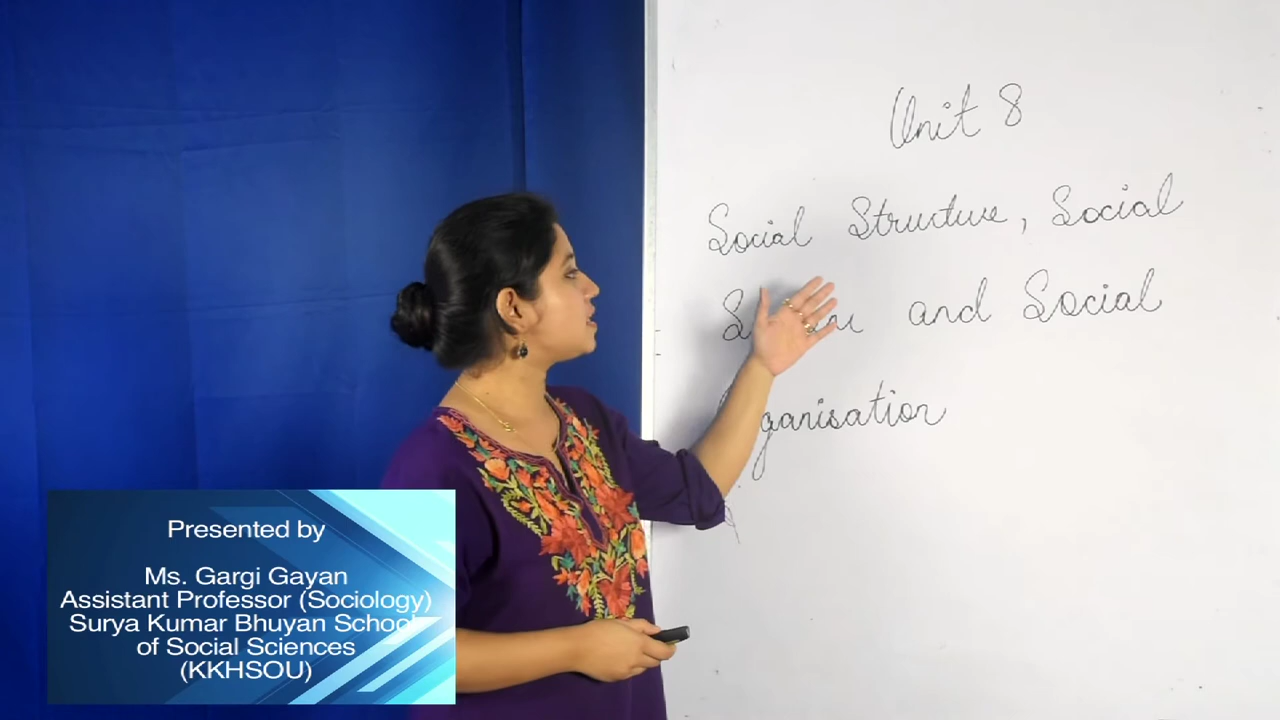 Unit 8
Social Structure, Social
and Social
Presented by
Ms. Gargi Gayan
Assistant Professor (Sociology)
Surya Kumar Bhuyan School
of Social Sciences
(KKHSOU)